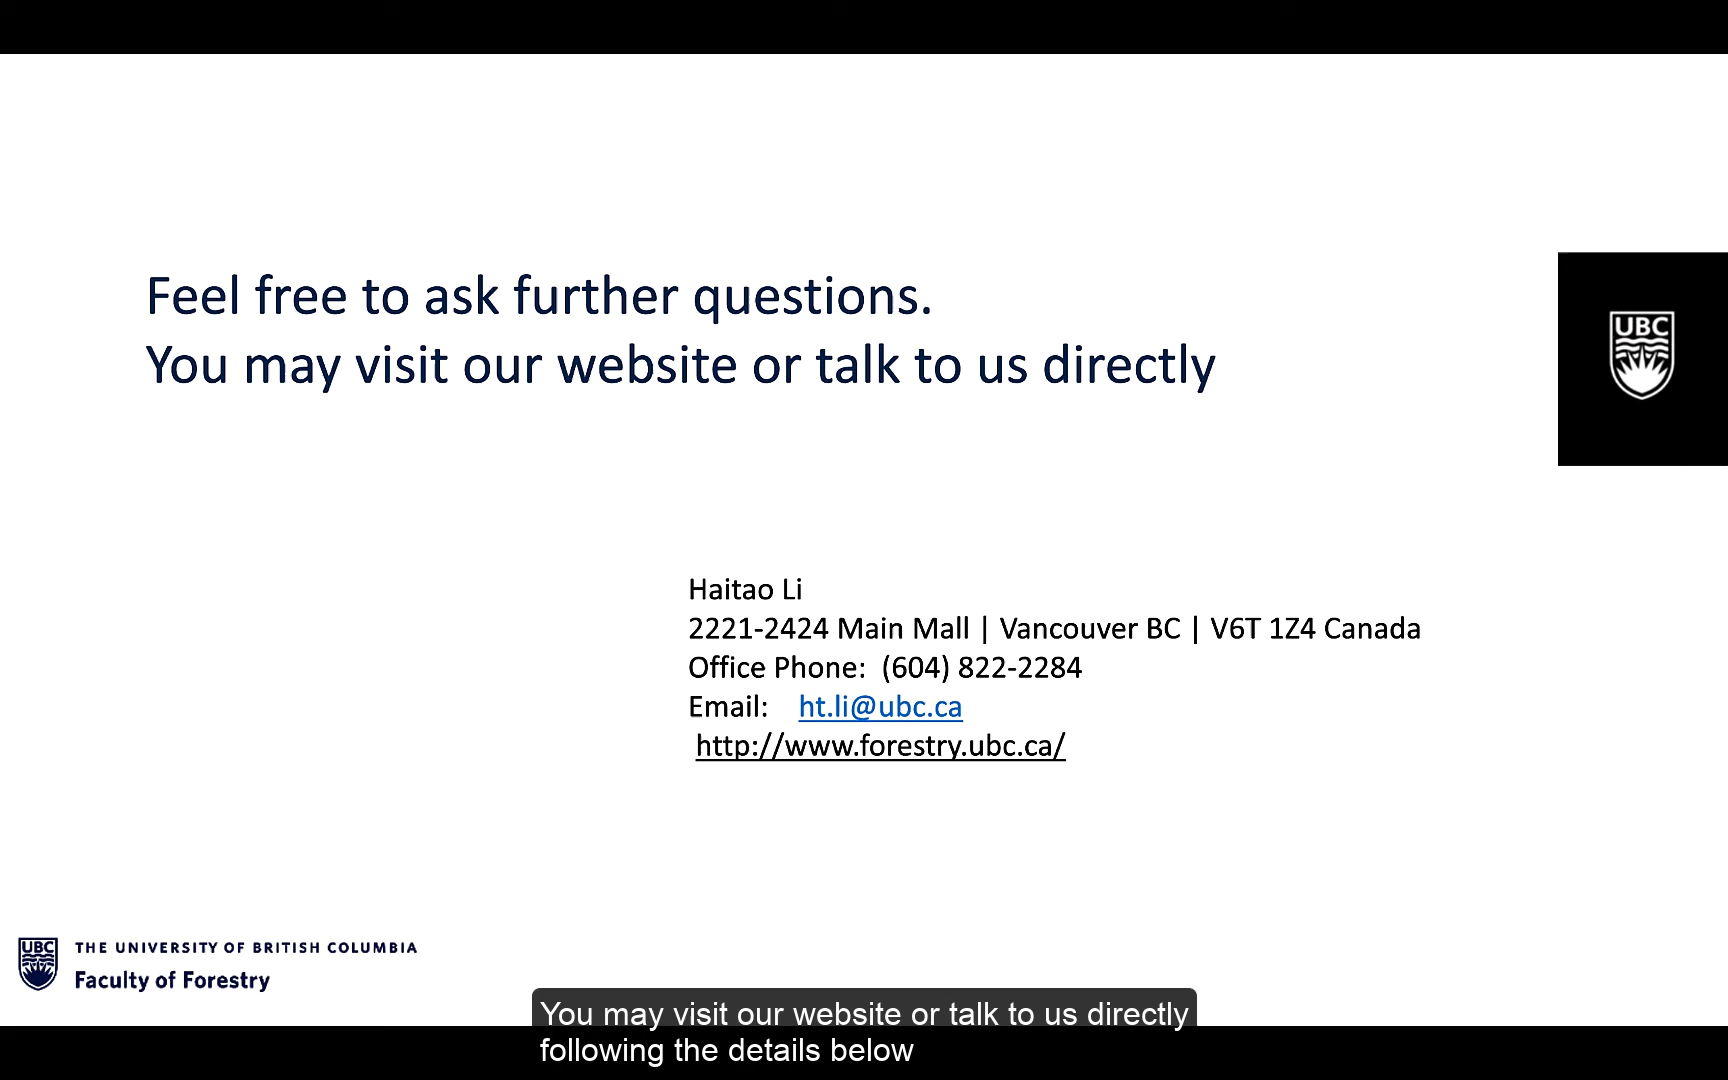 Feel free to ask further questions.
You may visit our website or talk to us directly
UBC
Haitao Li
2221-2424 Main Mall | Vancouver BC | V6T 1Z4 Canada
Office Phone: (604) 822-2284
Email: ht.li@ubc.ca
http://www.forestry.ubc.ca/
UBC
THE UNIVERSITY OF BRITISH COLUMBIA
Faculty of Forestry
You may visit our website or talk to us directly
following the details below